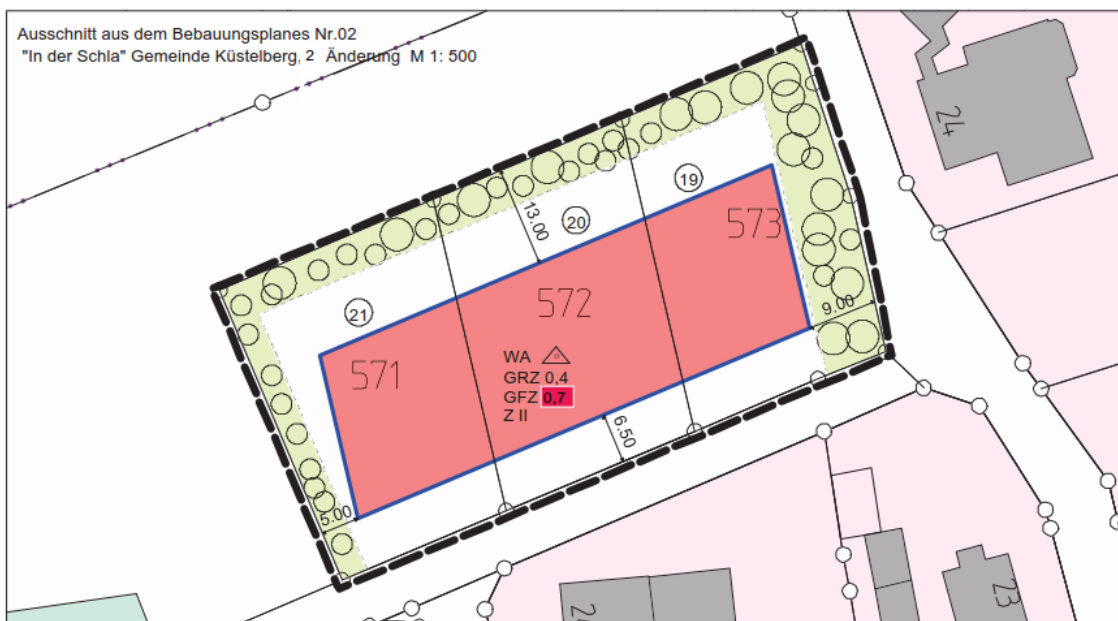 Ausschnitt aus dem Bebauungsplanes Nr.02
"In der Schla" Gemeinde Küstelberg, 2 Änderung M 1: 500
24
19
573
13.00
20
572
9.00
21
571
WA o
GRZ 0,4
GFZ 0,7
Z II
6.50
5.00
23